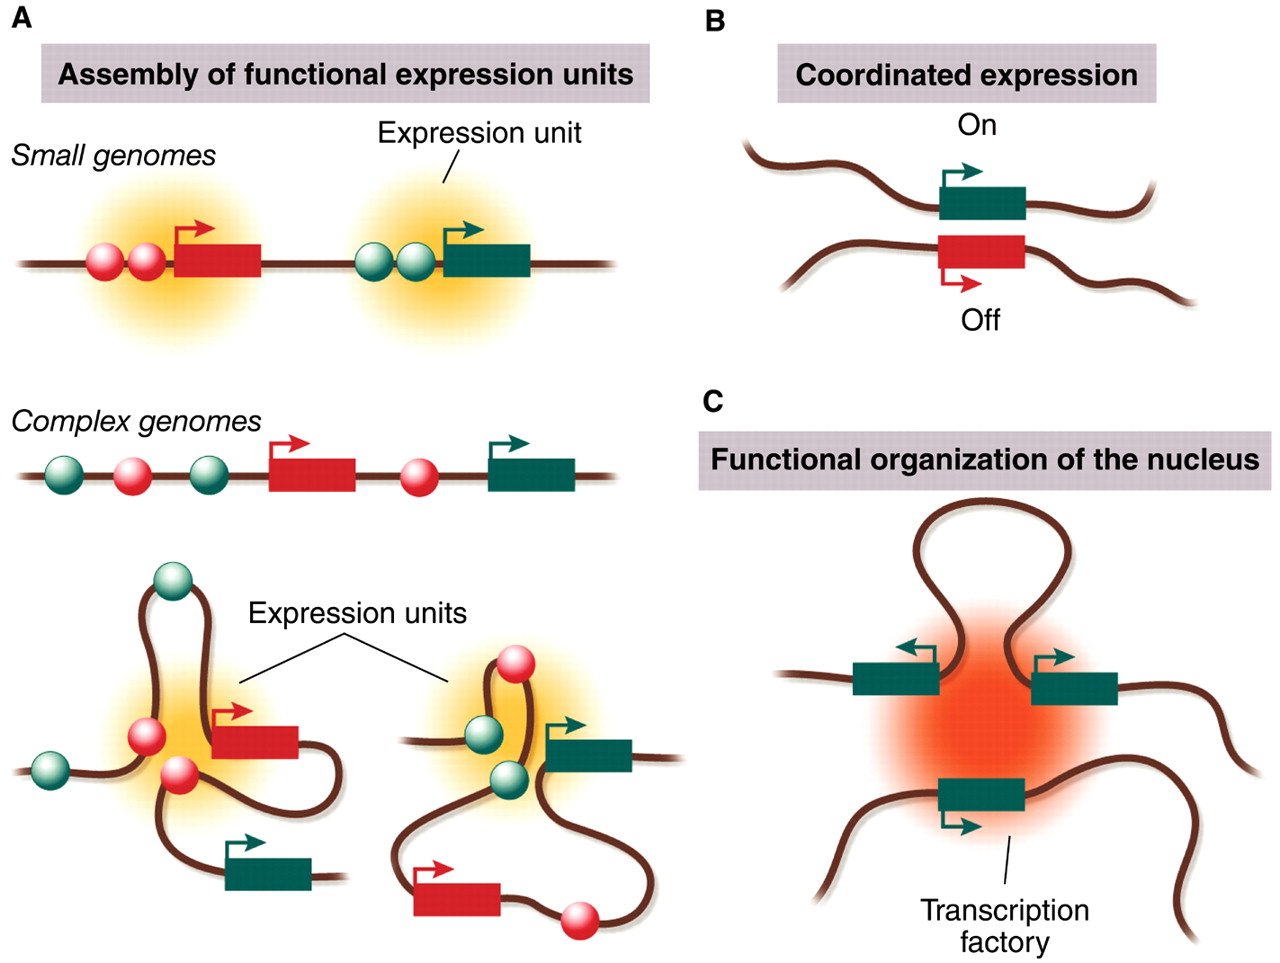 A
Assembly of functional expression units
Small genomes
Expression unit
Complex genomes
Expression units
B
Coordinated expression
On
Off
C
Functional organization of the nucleus
Transcription
factory